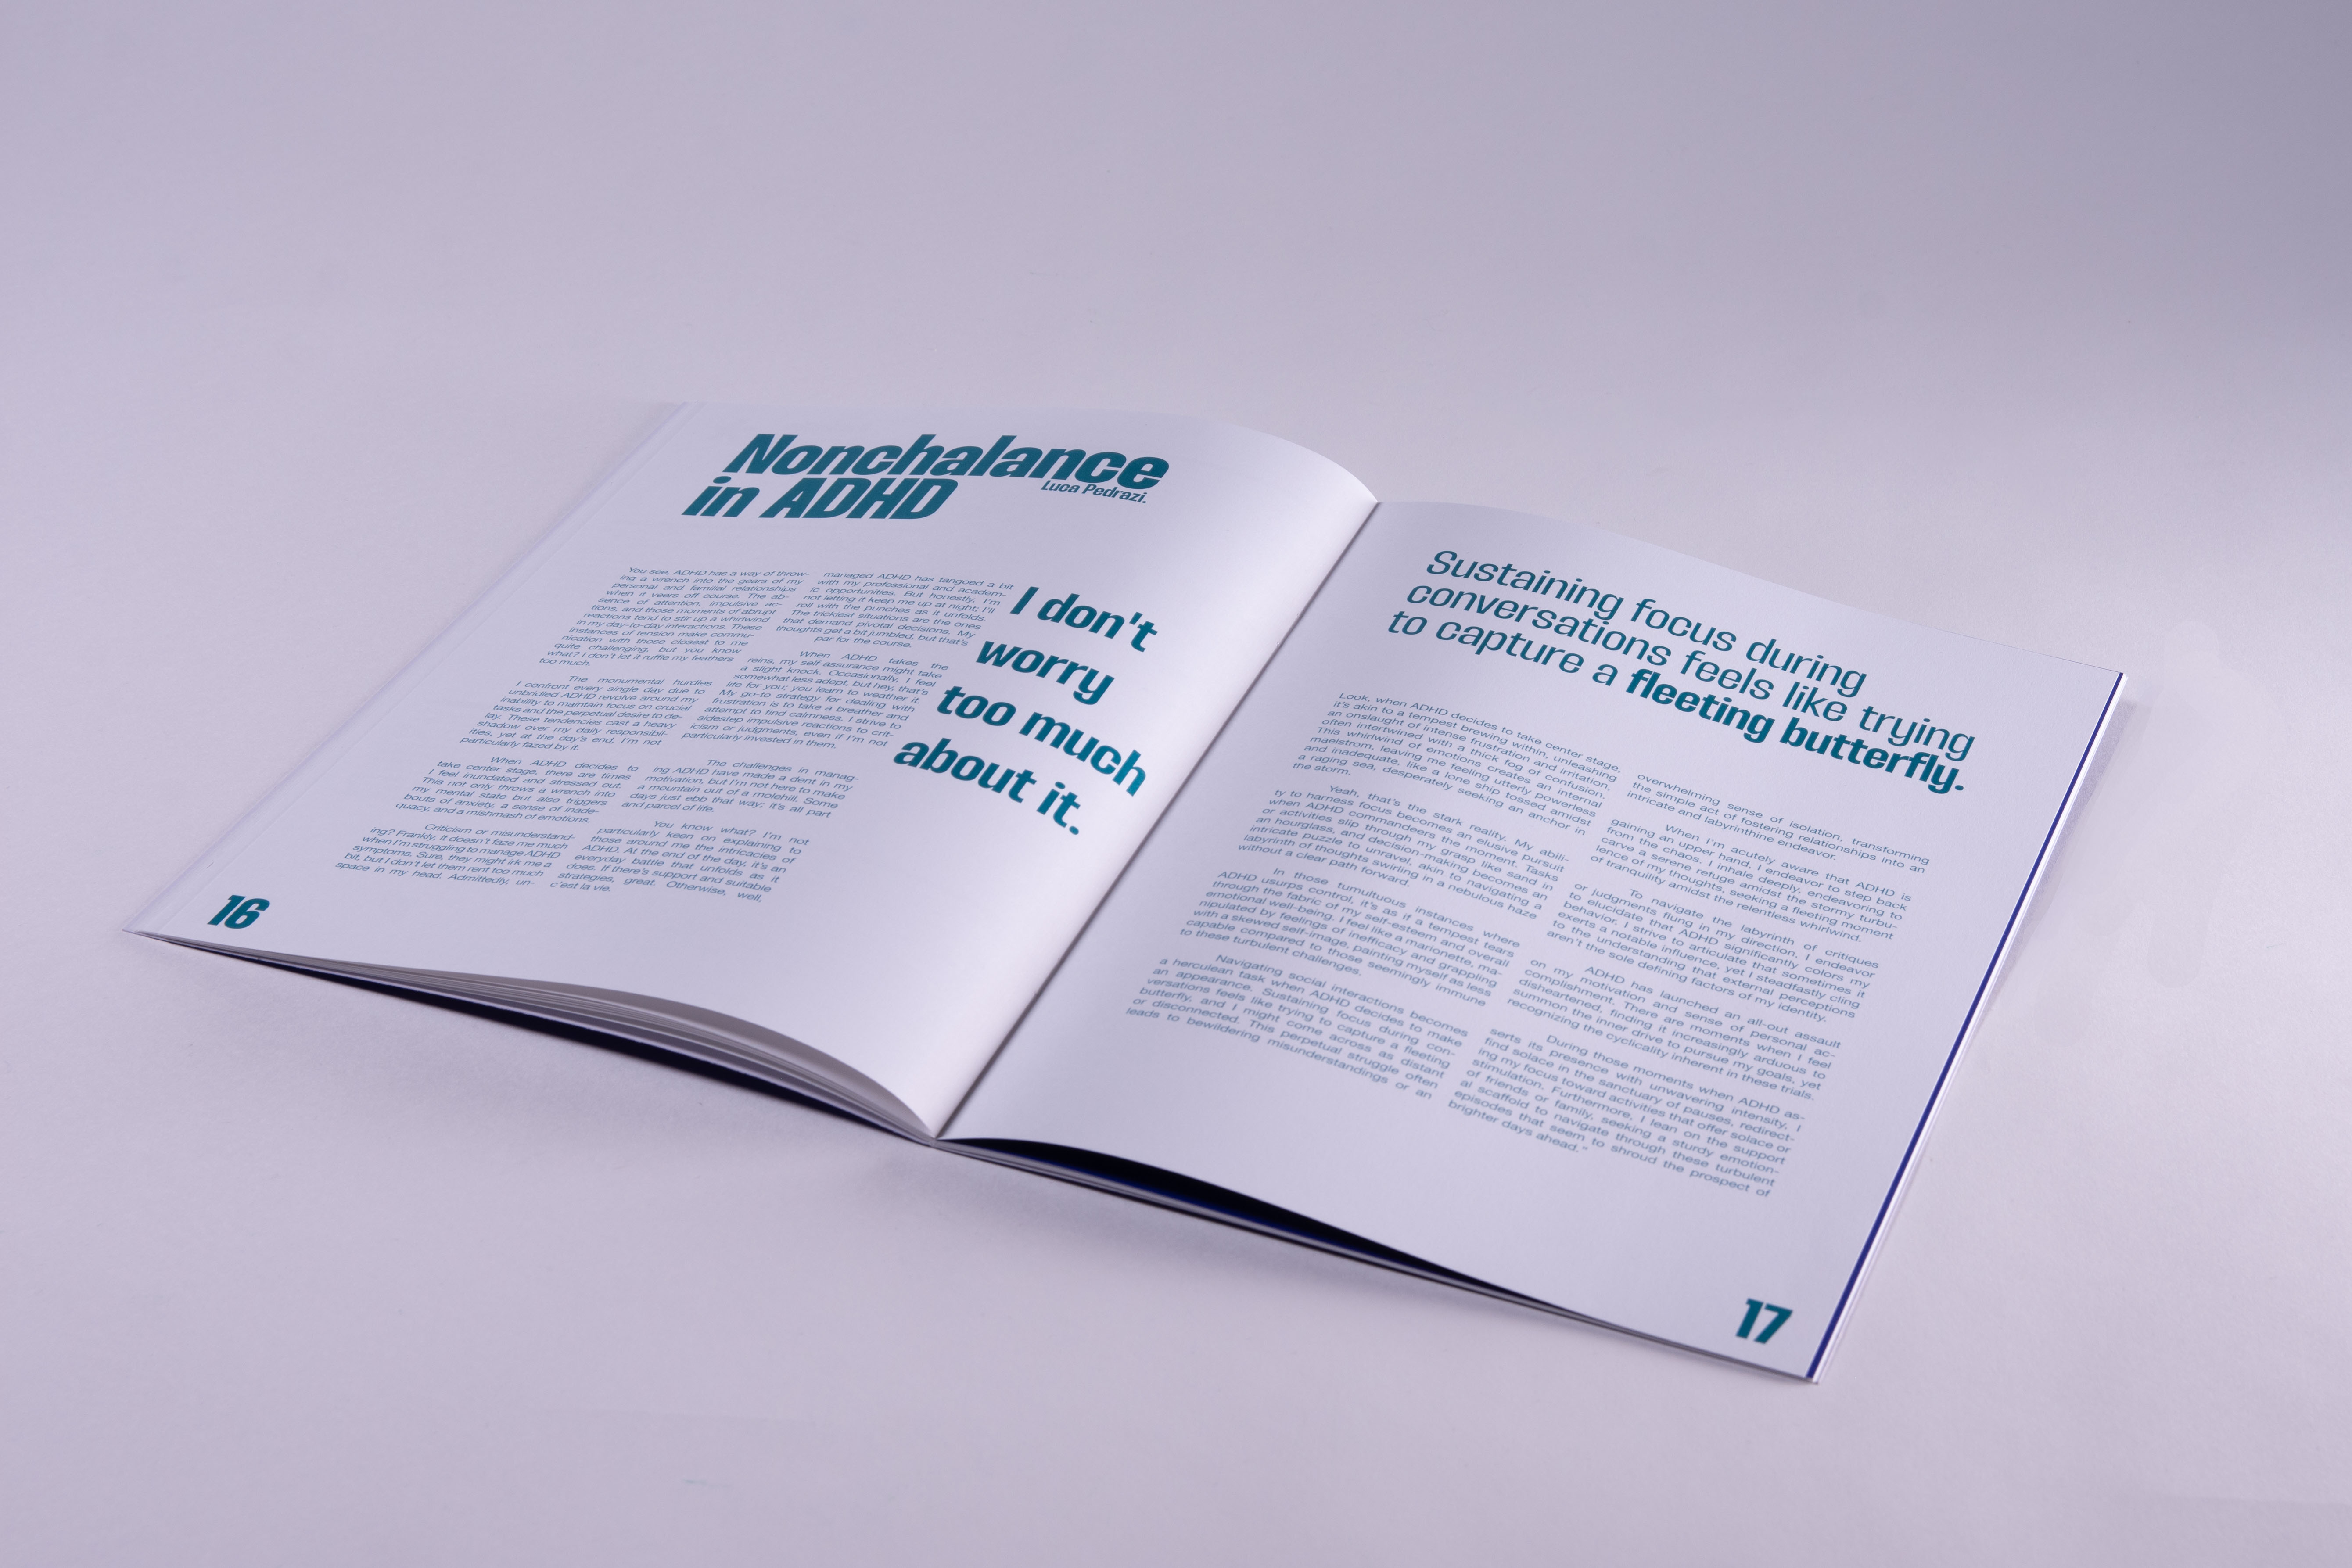 Nonchalance
in ADHD
Luca Pedrazi.
You see, ADHD has a way of throw-
ing a wrench into the gears of my
personal and familial relationships
when it veers off course. The ab-
sence of attention, impulsive ac-
tions, and those moments of abrupt
reactions tend to stir up a whirlwind
in my day-to-day interactions. These
instances of tension make commu-
nication with those closest to me
quite challenging, but you know
what? I don't let it ruffle my feathers
too much.
The monumental hurdles
I confront every single day due to
unbridled ADHD revolve around my
inability to maintain focus on crucial
tasks and the perpetual desire to de-
lay. These tendencies cast a heavy
shadow over my daily responsibil-
ities, yet at the day's end, I'm not
particularly fazed by it.
When ADHD decides to
take center stage, there are times
I feel inundated and stressed out.
This not only throws a wrench into
my mental state but also triggers
bouts of anxiety, a sense of inade-
quacy, and a mishmash of emotions.
Criticism or misunderstand-
ing? Frankly, it doesn't faze me much
when I'm struggling to manage ADHD
symptoms. Sure, they might irk me a
bit, but I don't let them rent too much
space in my head. Admittedly, un-
managed ADHD has tangoed a bit
with my professional and academ-
ic opportunities. But honestly, I'm
not letting it keep me up at night; I'll
roll with the punches as it unfolds.
The trickiest situations are the ones
that demand pivotal decisions. My
thoughts get a bit jumbled, but that's
par for the course.
When ADHD takes the
reins, my self-assurance might take
a slight knock. Occasionally, I feel
somewhat less adept, but hey, that's
life for you; you learn to weather it.
My go-to strategy for dealing with
frustration is to take a breather and
attempt to find calmness. I strive to
sidestep impulsive reactions to crit-
icism or judgments, even if I'm not
particularly invested in them.
The challenges in manag-
ing ADHD have made a dent in my
motivation, but I'm not here to make
a mountain out of a molehill. Some
days just ebb that way; it's all part
and parcel of life.
You know what? I'm not
particularly keen on explaining to
those around me the intricacies of
ADHD. At the end of the day, it's an
everyday battle that unfolds as it
does. If there's support and suitable
strategies, great. Otherwise, well,
c'est la vie.
I don't
worry
too much
about it.
16
Sustaining focus during
conversations feels like trying
to capture a fleeting butterfly.
Look, when ADHD decides to take center stage,
it's akin to a tempest brewing within, unleashing
an onslaught of intense frustration and irritation,
often intertwined with a thick fog of confusion.
This whirlwind of emotions creates an internal
maelstrom, leaving me feeling utterly powerless
and inadequate, like a lone ship tossed amidst
a raging sea, desperately seeking an anchor in
the storm.
Yeah, that's the stark reality. My abili-
ty to harness focus becomes an elusive pursuit
when ADHD commandeers the moment. Tasks
or activities slip through my grasp like sand in
an hourglass, and decision-making becomes an
intricate puzzle to unravel, akin to navigating a
labyrinth of thoughts swirling in a nebulous haze
without a clear path forward.
In those tumultuous instances where
ADHD usurps control, it's as if a tempest tears
through the fabric of my self-esteem and overall
emotional well-being. I feel like a marionette, ma-
nipulated by feelings of inefficacy and grappling
with a skewed self-image, painting myself as less
capable compared to those seemingly immune
to these turbulent challenges.
Navigating social interactions becomes
a herculean task when ADHD decides to make
an appearance. Sustaining focus during con-
versations feels like trying to capture a fleeting
butterfly, and I might come across as distant
or disconnected. This perpetual struggle often
leads to bewildering misunderstandings or an
overwhelming sense of isolation, transforming
the simple act of fostering relationships into an
intricate and labyrinthine endeavor.
When I'm acutely aware that ADHD is
gaining an upper hand, I endeavor to step back
from the chaos. I inhale deeply, endeavoring to
carve a serene refuge amidst the stormy turbu-
lence of my thoughts, seeking a fleeting moment
of tranquility amidst the relentless whirlwind.
To navigate the labyrinth of critiques
or judgments flung in my direction, I endeavor
to elucidate that ADHD significantly colors my
behavior. I strive to articulate that sometimes it
exerts a notable influence, yet I steadfastly cling
to the understanding that external perceptions
aren't the sole defining factors of my identity.
ADHD has launched an all-out assault
on my motivation and sense of personal ac-
complishment. There are moments when I feel
disheartened, finding it increasingly arduous to
summon the inner drive to pursue my goals, yet
recognizing the cyclicality inherent in these trials.
During those moments when ADHD as-
serts its presence with unwavering intensity, I
find solace in the sanctuary of pauses, redirect-
ing my focus toward activities that offer solace or
stimulation. Furthermore, I lean on the support
of friends or family, seeking a sturdy emotion-
al scaffold to navigate through these turbulent
episodes that seem to shroud the prospect of
brighter days ahead."
17